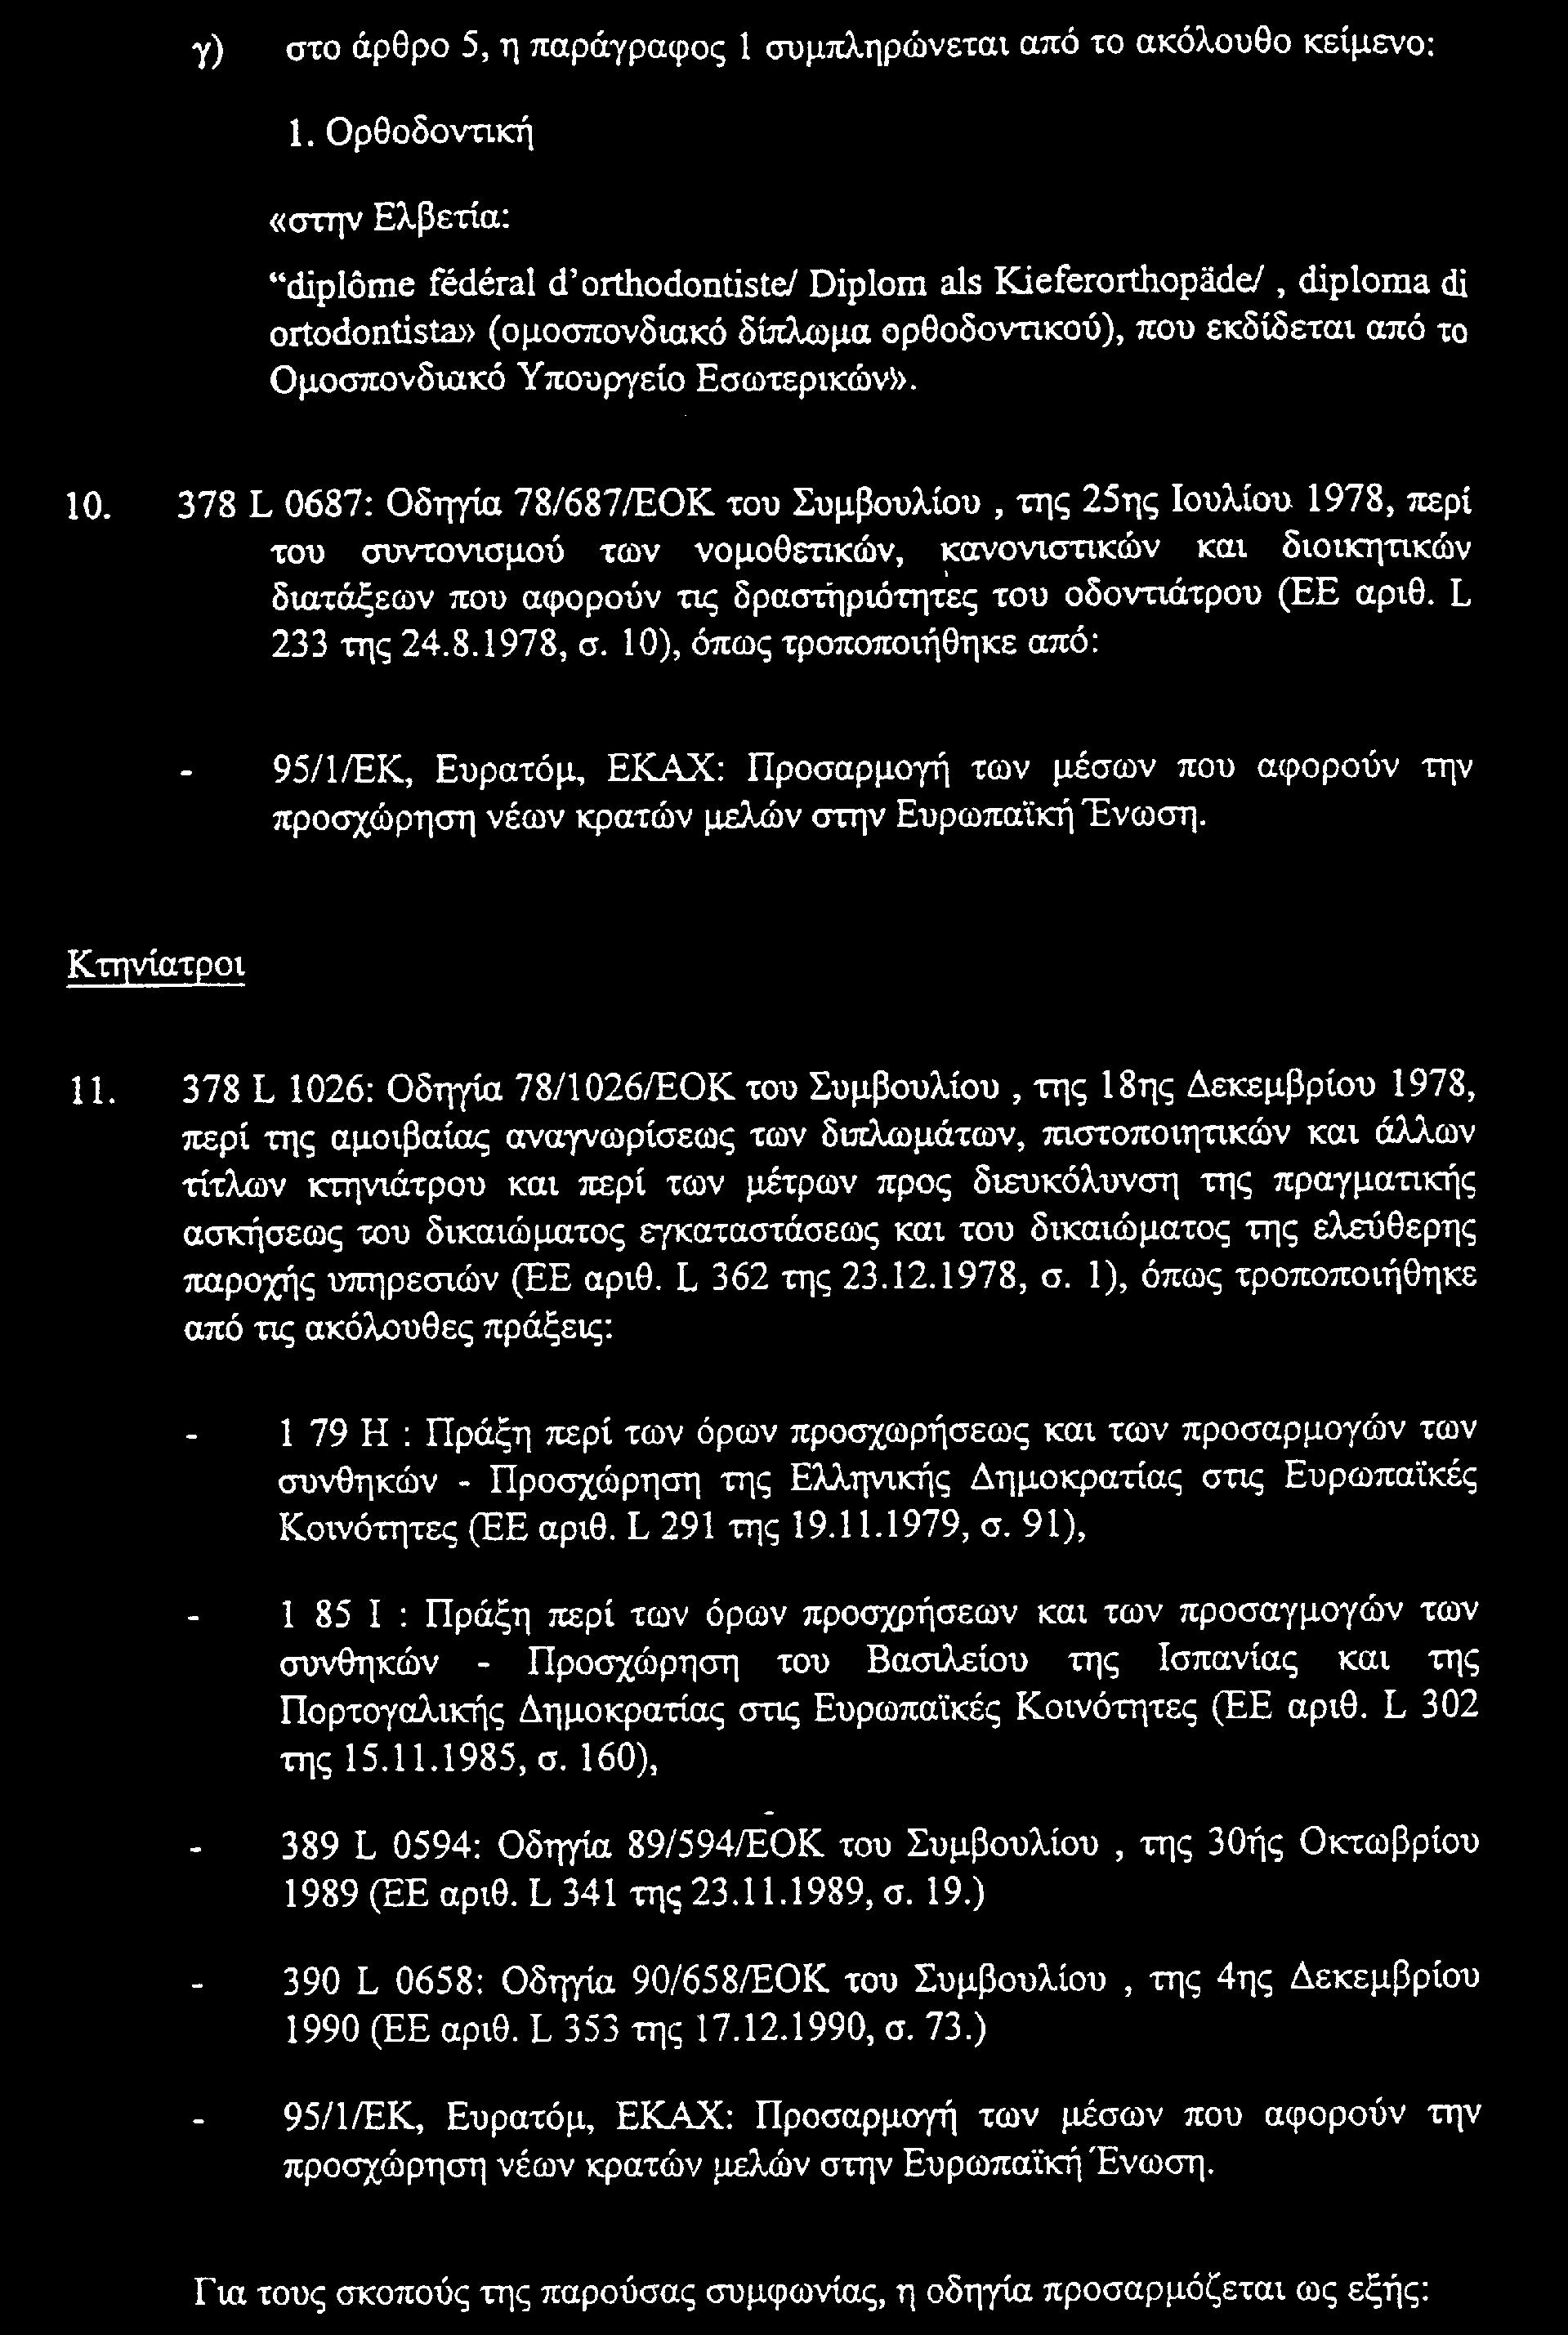 γ) στο άρθρο 5, η παράγραφος 1 συμπληρώνεται από το ακόλουθο κείμενο:
1. Ορθοδοντική
«στην Ελβετία:
“diplôme fédéral d’orthodontiste/ Diplom als Kieferorthopäde/ , diploma di
ortodontista» (ομοσπονδιακό δίπλωμα ορθοδοντικού), που εκδίδεται από το
Ομοσπονδιακό Υπουργείο Εσωτερικών».
10. 378 L 0687: Οδηγία 78/687/ΕΟΚ του Συμβουλίου , της 25ης Ιουλίου 1978, περί
του συντονισμού των νομοθετικών, κανονιστικών και διοικητικών
διατάξεων που αφορούν τις δραστηριότητες του οδοντιάτρου (ΕΕ αριθ. L
233 της 24.8.1978, σ. 10), όπως τροποποιήθηκε από:
- 95/1/ΕΚ, Ευρατόμ, ΕΚΑΧ: Προσαρμογή των μέσων που αφορούν την
προσχώρηση νέων κρατών μελών στην Ευρωπαϊκή Ένωση.
Κτηνίατροι
11. 378 L 1026: Οδηγία 78/1026/ΕΟΚ του Συμβουλίου , της 18ης Δεκεμβρίου 1978,
περί της αμοιβαίας αναγνωρίσεως των διπλωμάτων, πιστοποιητικών και άλλων
τίτλων κτηνιάτρου και περί των μέτρων προς διευκόλυνση της πραγματικής
ασκήσεως του δικαιώματος εγκαταστάσεως και του δικαιώματος της ελεύθερης
παροχής υπηρεσιών (ΕΕ αριθ. L 362 της 23.12.1978, σ. 1), όπως τροποποιήθηκε
από τις ακόλουθες πράξεις:
- 1 79 H : Πράξη περί των όρων προσχωρήσεως και των προσαρμογών των
συνθηκών - Προσχώρηση της Ελληνικής Δημοκρατίας στις Ευρωπαϊκές
Κοινότητες (ΕΕ αριθ. L 291 της 19.11.1979, σ. 91),
- 1 85 I : Πράξη περί των όρων προσχρήσεων και των προσαγμογών των
συνθηκών - Προσχώρηση του Βασιλείου της Ισπανίας και της
Πορτογαλικής Δημοκρατίας στις Ευρωπαϊκές Κοινότητες (ΕΕ αριθ. L 302
της 15.11.1985, σ. 160),
- 389 L 0594: Οδηγία 89/594/ΕΟΚ του Συμβουλίου , της 30ής Οκτωβρίου
1989 (ΕΕ αριθ. L 341 της 23.11.1989, σ. 19.)
- 390 L 0658: Οδηγία 90/658/ΕΟΚ του Συμβουλίου , της 4ης Δεκεμβρίου
1990 (ΕΕ αριθ. L 353 της 17.12.1990, σ. 73.)
- 95/1/ΕΚ, Ευρατόμ, ΕΚΑΧ: Προσαρμογή των μέσων που αφορούν την
προσχώρηση νέων κρατών μελών στην Ευρωπαϊκή Ένωση.
Για τους σκοπούς της παρούσας συμφωνίας, η οδηγία προσαρμόζεται ως εξής: